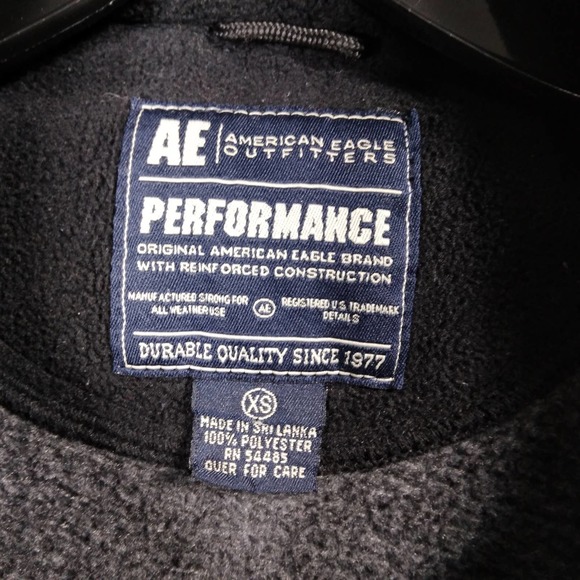 AE | AMERICAN EAGLE
OUTFITTERS
PERFORMANCE
ORIGINAL AMERICAN EAGLE BRAND
WITH REINFORCED CONSTRUCTION
MANUFACTURED STRONG FOR
ALL WEATHER USE
AE
REGISTERED U S TRADEMARK
DETAILS
DURABLE QUALITY SINCE 1977
XS
MADE IN SRI LANKA
100% POLYESTER
RN 54485
OVER FOR CARE